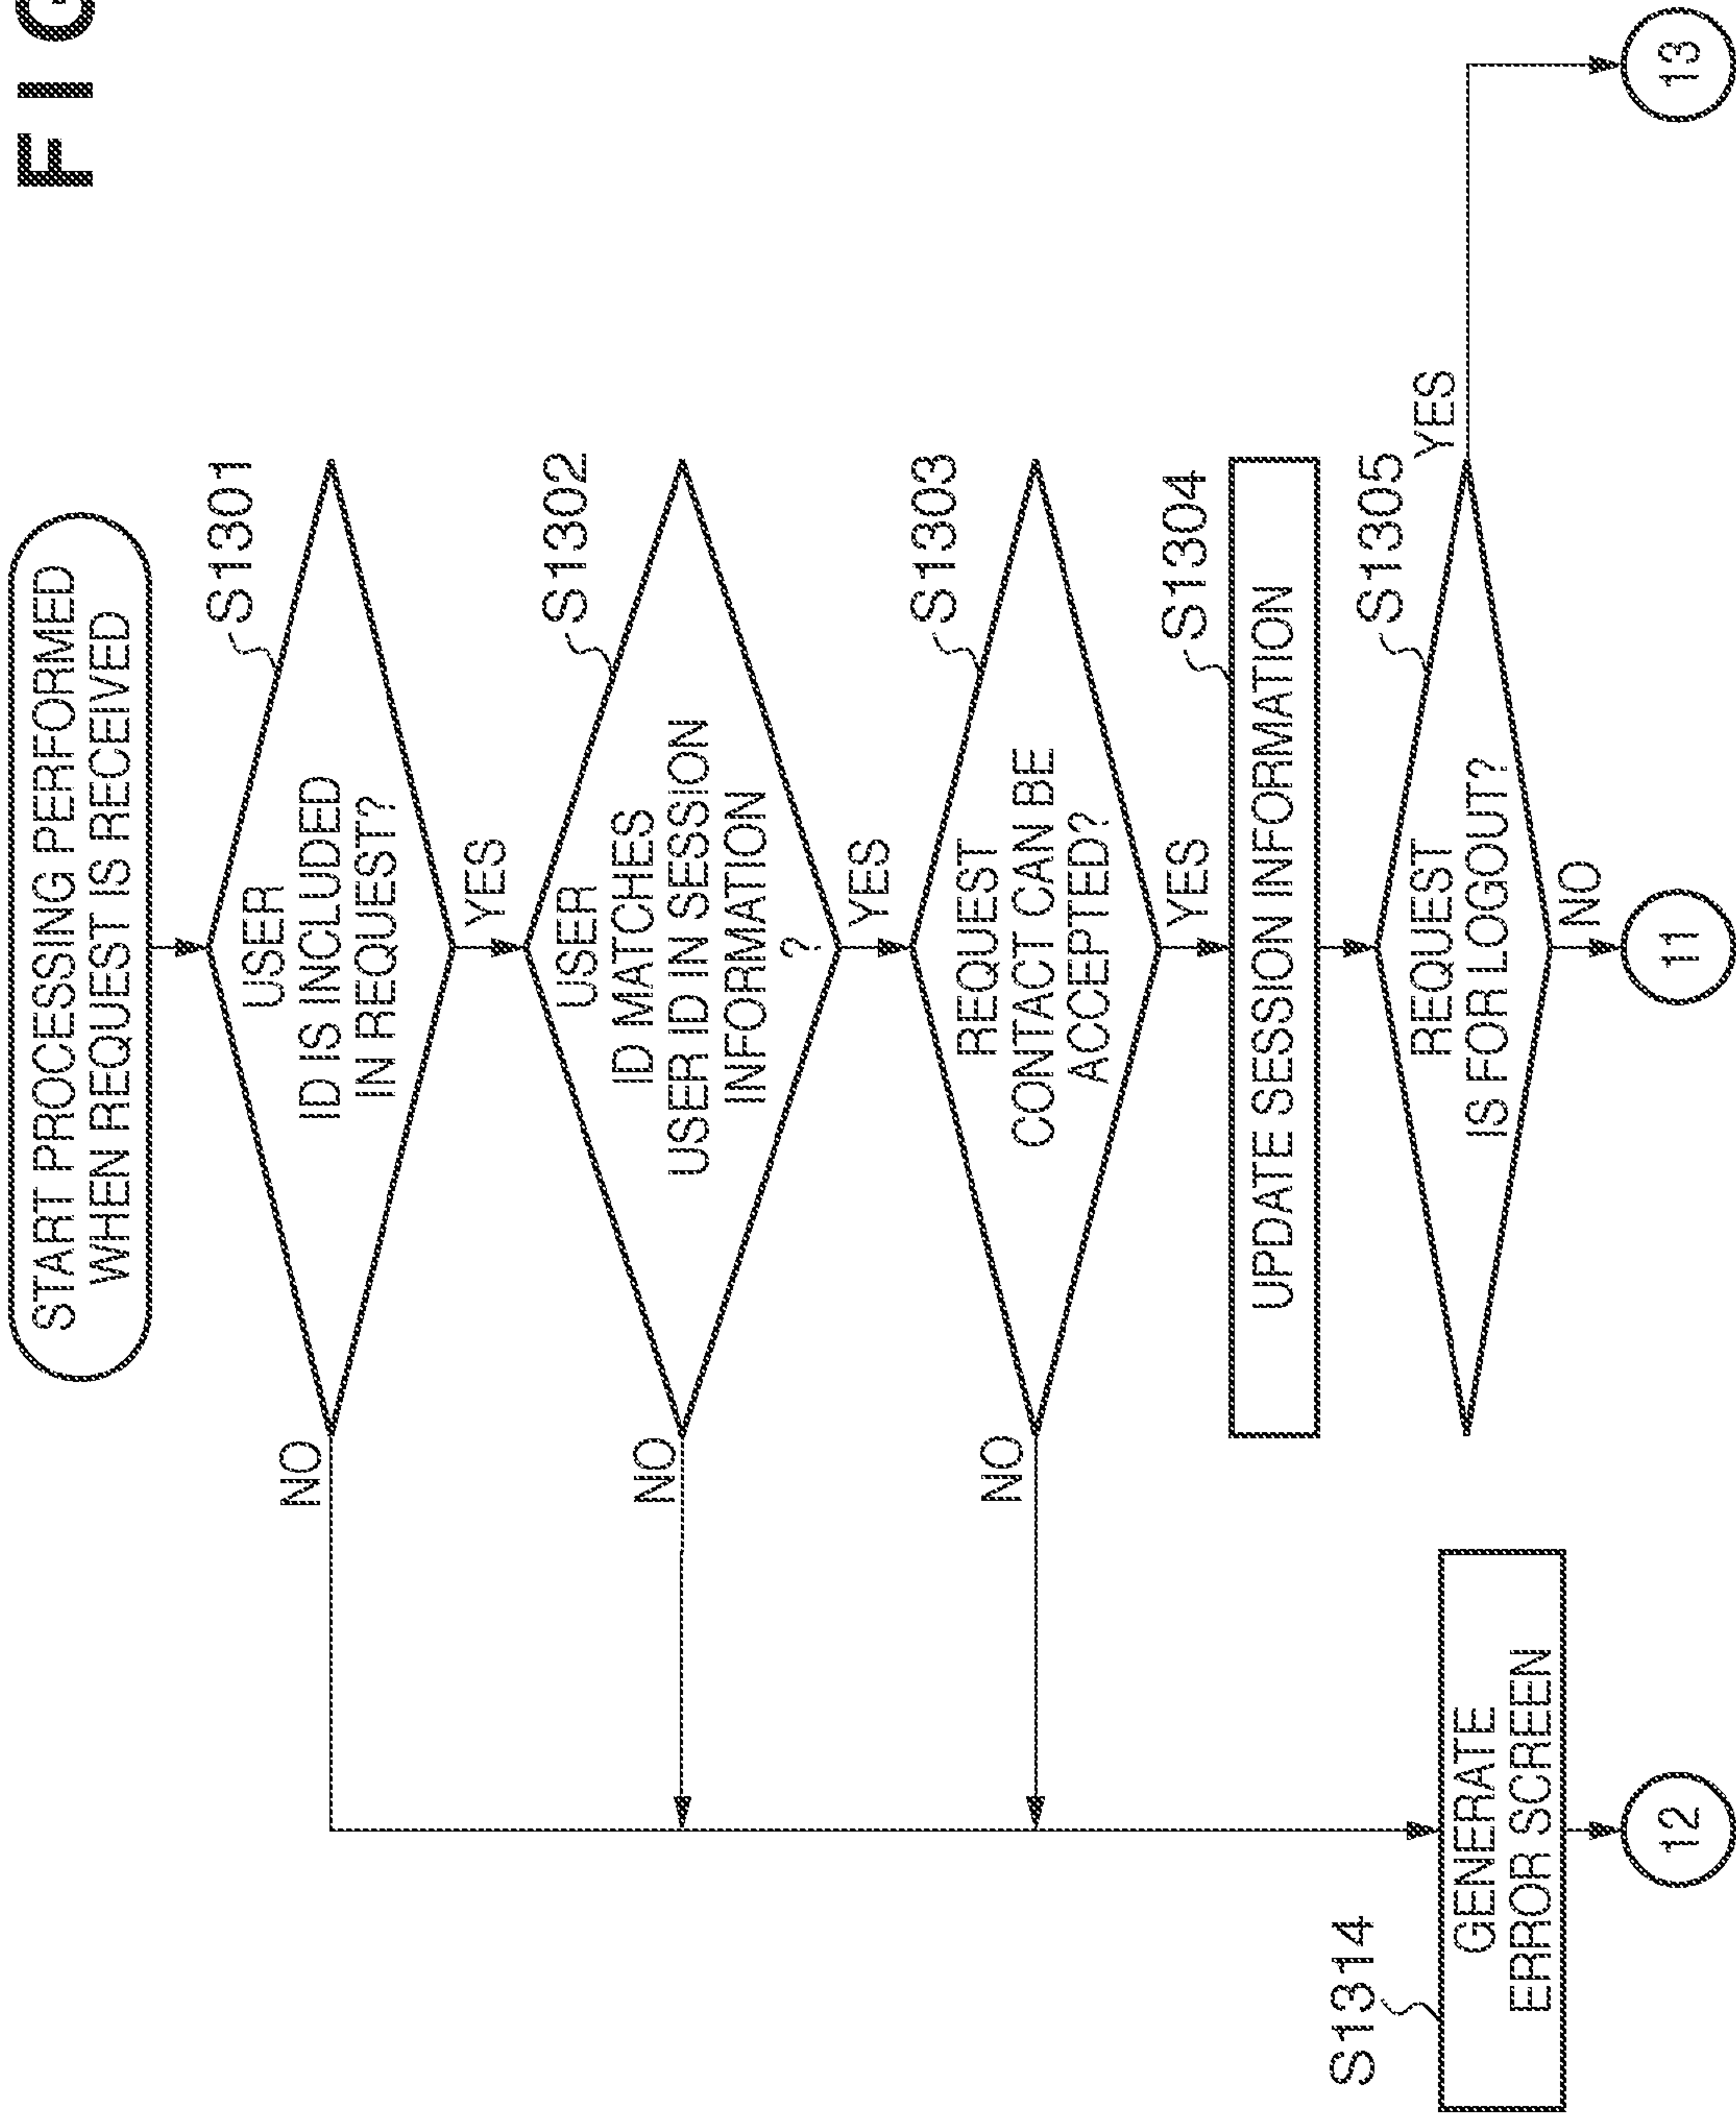 FIG
START PROCESSING PERFORMED
WHEN REQUEST IS RECEIVED
S1301
USER
ID IS INCLUDED
IN REQUEST?
NO
YES
S1302
USER
ID MATCHES
USER ID IN SESSION
INFORMATION
?
NO
YES
S1303
REQUEST
CONTACT CAN BE
ACCEPTED?
NO
YES
S1304
UPDATE SESSION INFORMATION
S1305
REQUEST
IS FOR LOGOUT?
YES
NO
S1314
GENERATE
ERROR SCREEN
12
11
13